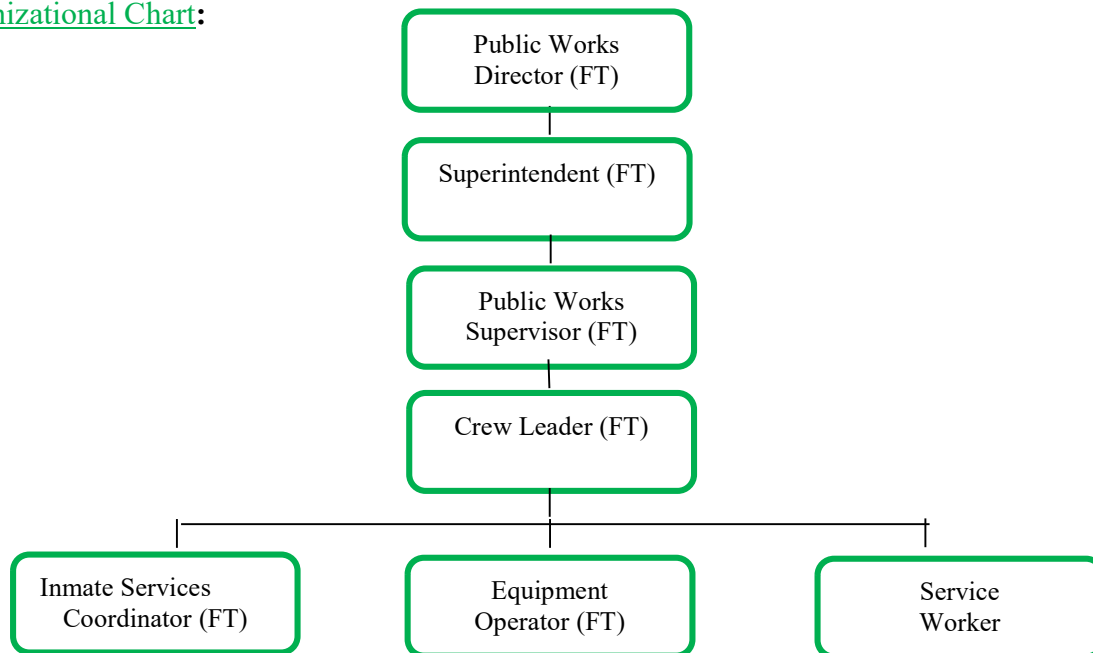 nizational Chart:
Public Works
Director (FT)
Superintendent (FT)
Public Works
Supervisor (FT)
Crew Leader (FT)
Inmate Services
Coordinator (FT)
Equipment
Operator (FT)
Service
Worker